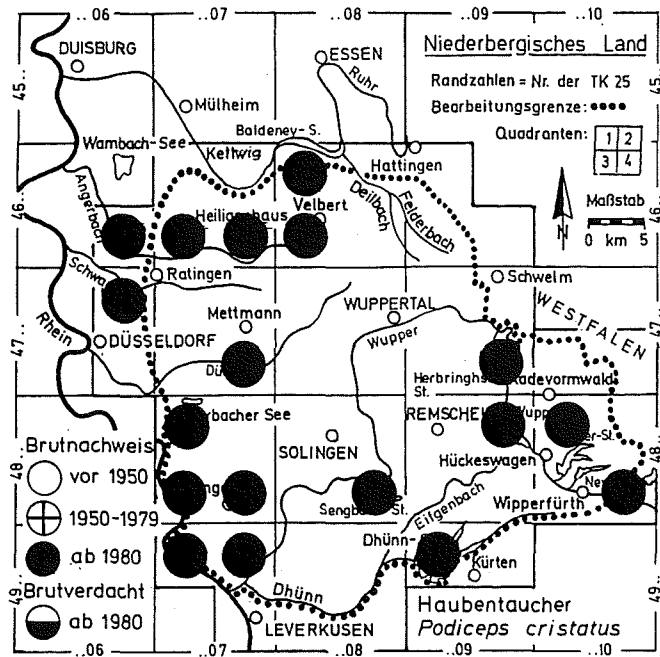 ..06 ..07 ..08 ..09 ..10
45..
46..
47..
48..
49..
DUISBURG
ESSEN
Ruhr
Mülheim
Wambach-See
Baldeney-S.
Kettwig
Hattingen
Niederbergisches Land
Randzahlen = Nr. der TK 25
Bearbeitungsgrenze:
Quadranten:
1 2
3 4
Maßstab
0 km 5
N
Angerbach
Velbert
Deilbach
Felderbach
Ratingen
Schwelm
WESTFALEN
Mettmann
WUPPERTAL
Wupper
Rhein
DÜSSELDORF
St.
SOLINGEN
Hückeswagen
Wipperfürth
Eifgenbach
St.
Kürten
Dhünn
LEVERKUSEN
Brutnachweis
vor 1950
1950-1979
ab 1980
Brutverdacht
ab 1980
Haubentaucher
Podiceps cristatus
45..
46..
47..
48..
49..
..06 ..07 ..08 ..09 ..10